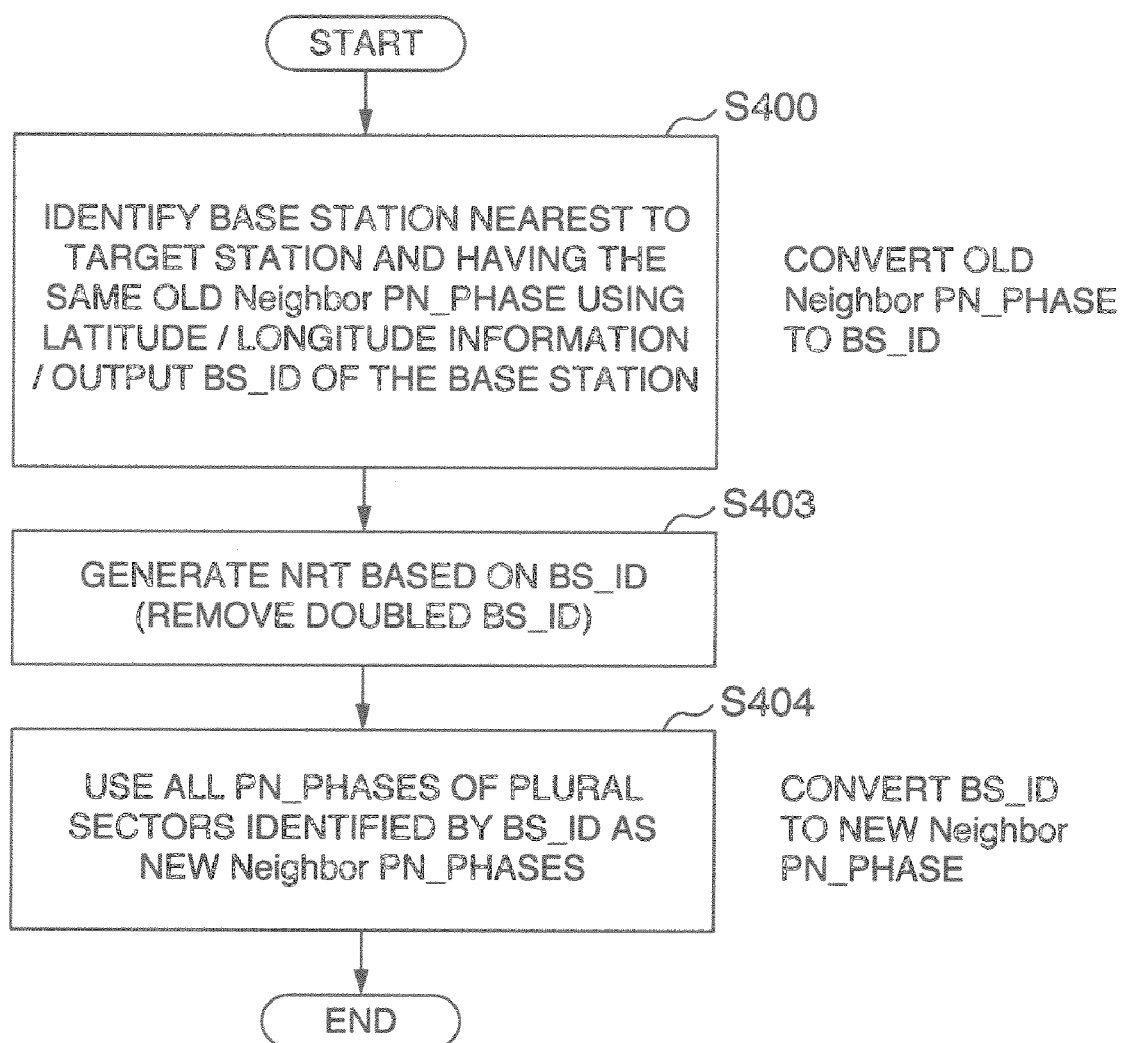 START
S400
IDENTIFY BASE STATION NEAREST TO
TARGET STATION AND HAVING THE
SAME OLD Neighbor PN_PHASE USING
LATITUDE / LONGITUDE INFORMATION
/ OUTPUT BS_ID OF THE BASE STATION
CONVERT OLD
Neighbor PN_PHASE
TO BS_ID
S403
GENERATE NRT BASED ON BS_ID
(REMOVE DOUBLED BS_ID)
S404
USE ALL PN_PHASES OF PLURAL
SECTORS IDENTIFIED BY BS_ID AS
NEW Neighbor PN_PHASES
CONVERT BS_ID
TO NEW Neighbor
PN_PHASE
END